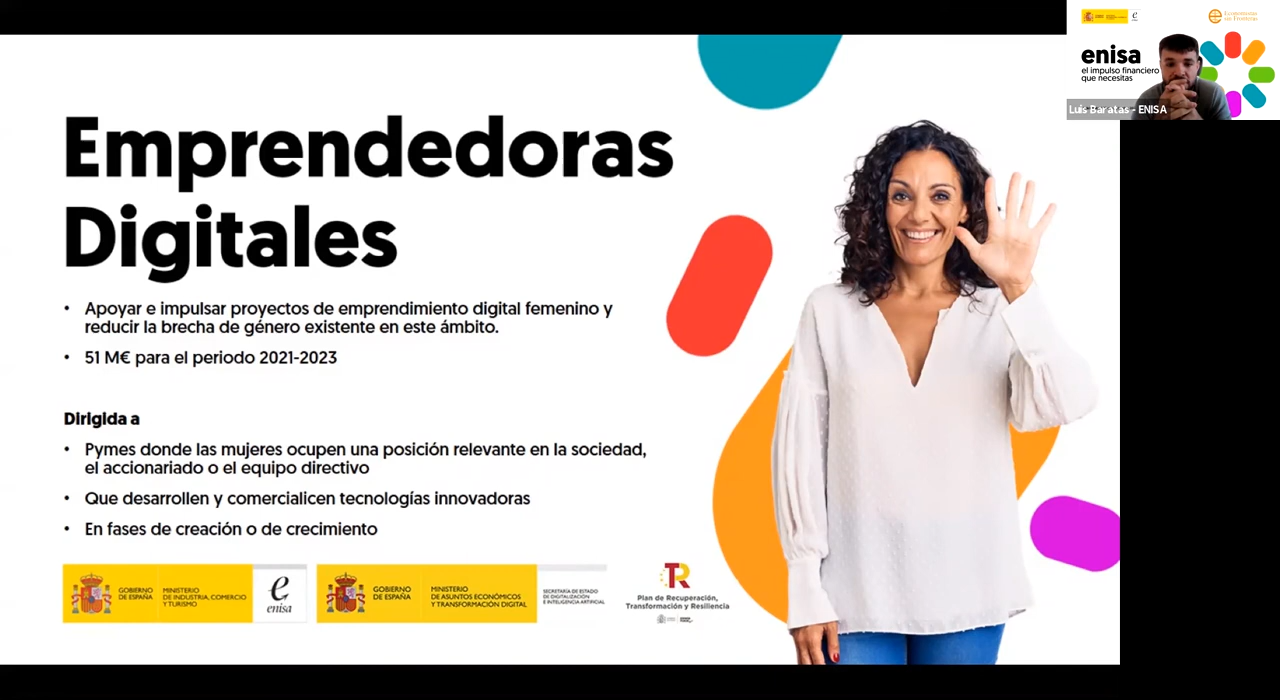 Emprendedoras
Digitales
• Apoyar e impulsar proyectos de emprendimiento digital femenino y
reducir la brecha de género existente en este ámbito.
• 51 M€ para el periodo 2021-2023
Dirigida a
• Pymes donde las mujeres ocupen una posición relevante en la sociedad,
el accionariado o el equipo directivo
• Que desarrollen y comercialicen tecnologías innovadoras
• En fases de creación o de crecimiento
GOBIERNO
DE ESPAÑA
MINISTERIO
DE INDUSTRIA, COMERCIO
Y TURISMO
e
enisa
GOBIERNO
DE ESPAÑA
MINISTERIO
DE ASUNTOS ECONÓMICOS
Y TRANSFORMACIÓN DIGITAL
SECRETARÍA DE ESTADO
DE DIGITALIZACIÓN
E INTELIGENCIA ARTIFICIAL
TR
Plan de Recuperación,
Transformación y Resiliencia
enisa
el impulso financiero
que necesitas
Luis Baratas - ENISA